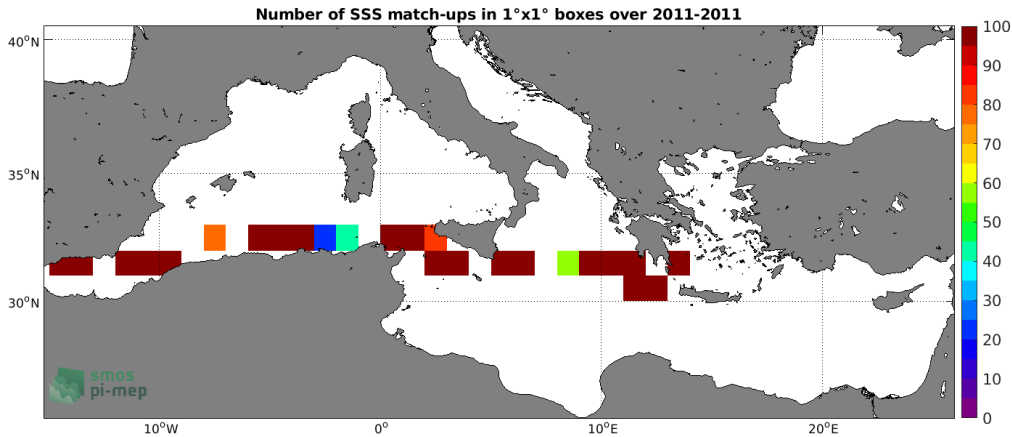 Number of SSS match-ups in 1°x1° boxes over 2011-2011
40°N
35°N
30°N
10°W
0°
10°E
20°E
100
90
80
70
60
50
40
30
20
10
0
smos
pi-mep